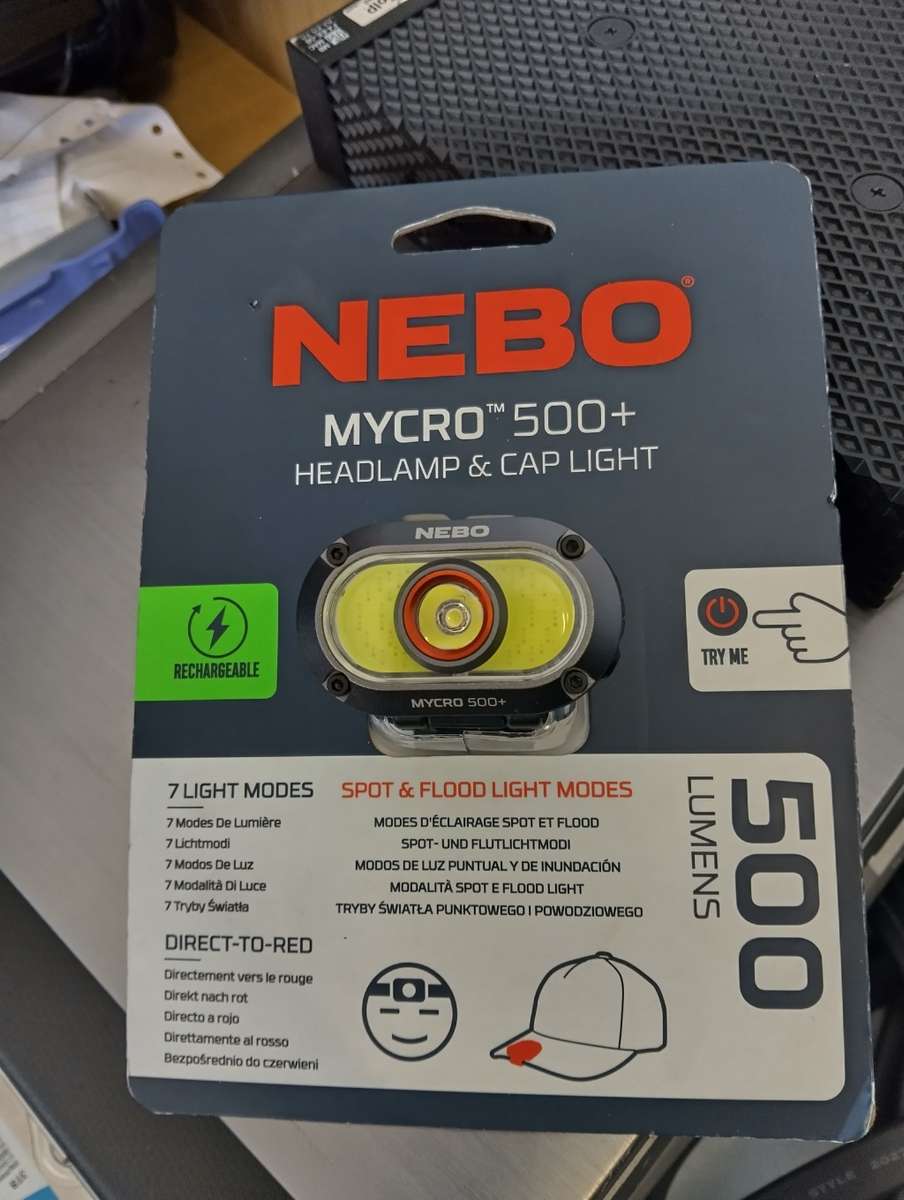 NEBO®
MYCRO™ 500+
HEADLAMP & CAP LIGHT
NEBO
MYCRO 500+
RECHARGEABLE
TRY ME
7 LIGHT MODES
7 Modes De Lumière
7 Lichtmodi
7 Modos De Luz
7 Modalità Di Luce
7 Tryby Światła
SPOT & FLOOD LIGHT MODES
MODES D'ÉCLAIRAGE SPOT ET FLOOD
SPOT- UND FLUTLICHTMODI
MODOS DE LUZ PUNTUAL Y DE INUNDACIÓN
MODALITÀ SPOT E FLOOD LIGHT
TRYBY ŚWIATŁA PUNKTOWEGO I POWODZIOWEGO
500
LUMENS
DIRECT-TO-RED
Directement vers le rouge
Direkt nach rot
Directo a rojo
Direttamente al rosso
Bezpośrednio do czerwieni
STYLE